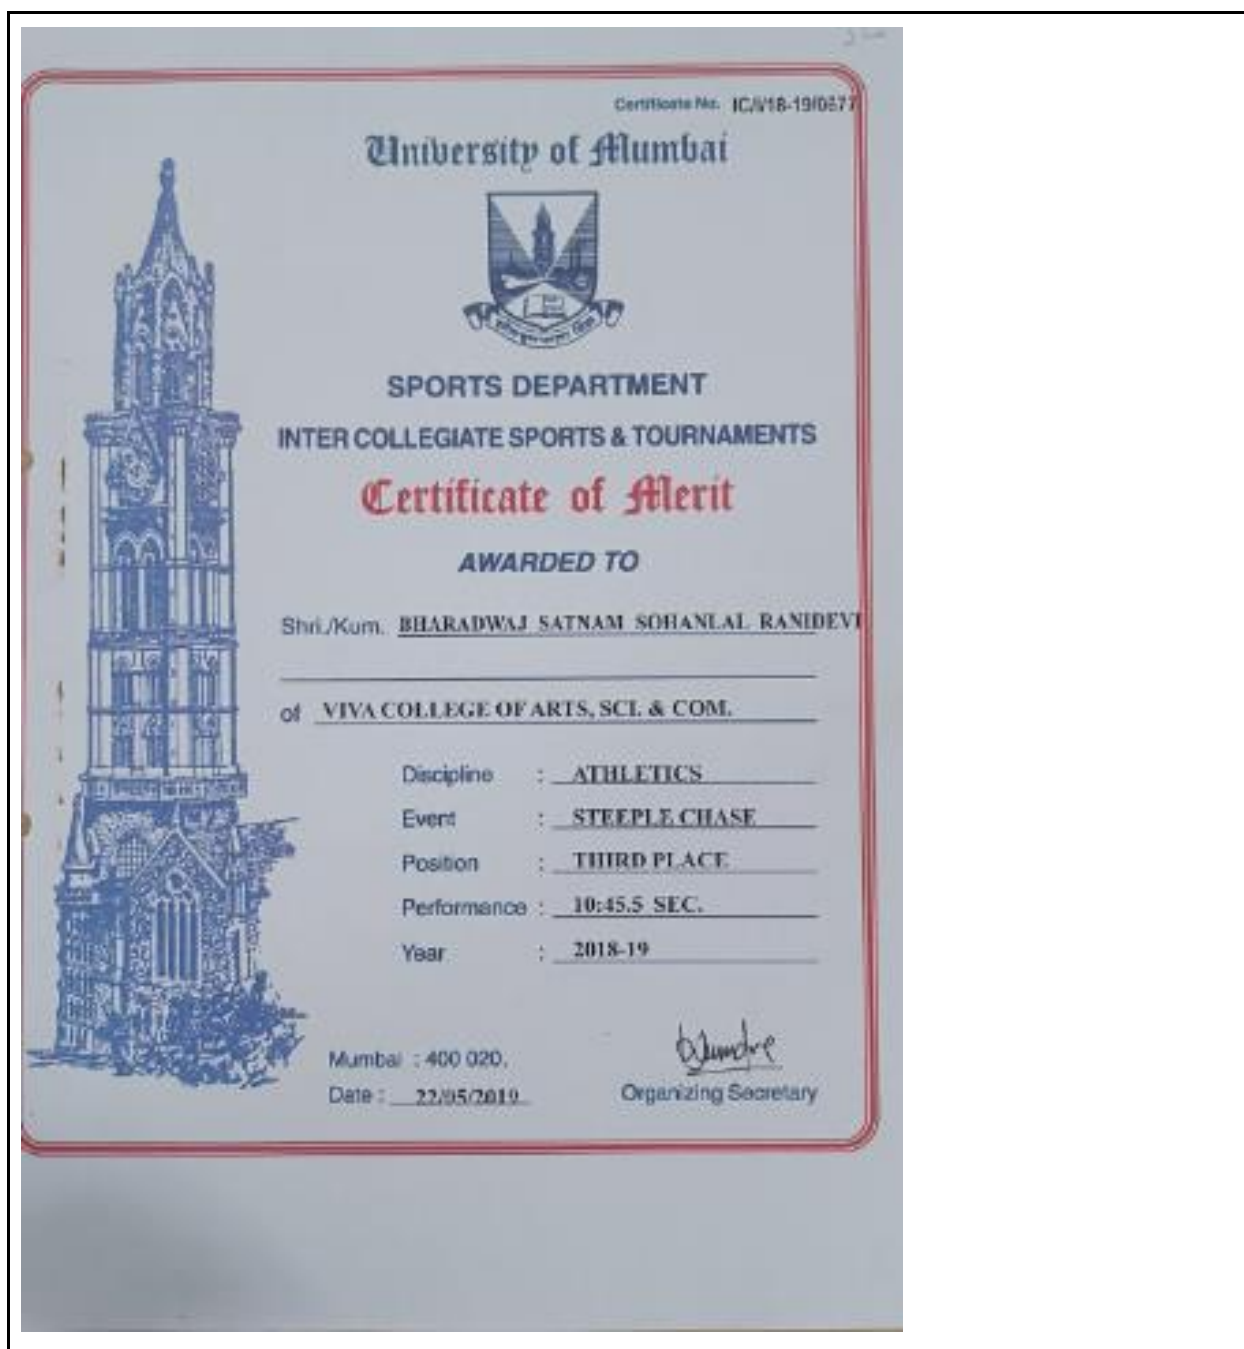 Certificate No. IC/I/18-19/0677
University of Mumbai
SPORTS DEPARTMENT
INTER COLLEGIATE SPORTS & TOURNAMENTS
Certificate of Merit
AWARDED TO
Shri./Kum. BHARADWAJ SATNAM SOHANLAL RANIDEVI
of VIVA COLLEGE OF ARTS, SCI. & COM.
Discipline : ATHLETICS
Event : STEEPLE CHASE
Position : THIRD PLACE
Performance : 10:45.5 SEC.
Year : 2018-19
Mumbai : 400 020.
Date : 22/05/2019
Organizing Secretary